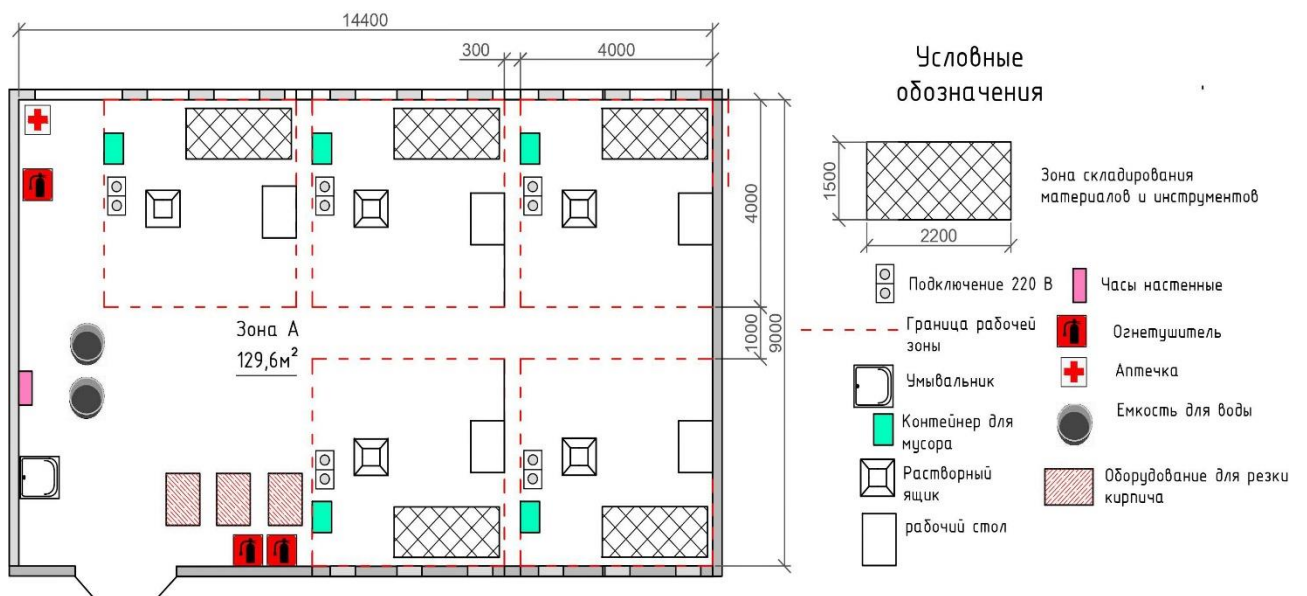 14400
300
4000
Условные
обозначения
1500
2200
Зона складирования
материалов и инструментов
4000
1000
9000
Зона А
129,6м²
Подключение 220 В
Часы настенные
Граница рабочей
зоны
Огнетушитель
Умывальник
Аптечка
Контейнер для
мусора
Емкость для воды
Растворный
ящик
Оборудование для резки
кирпича
рабочий стол